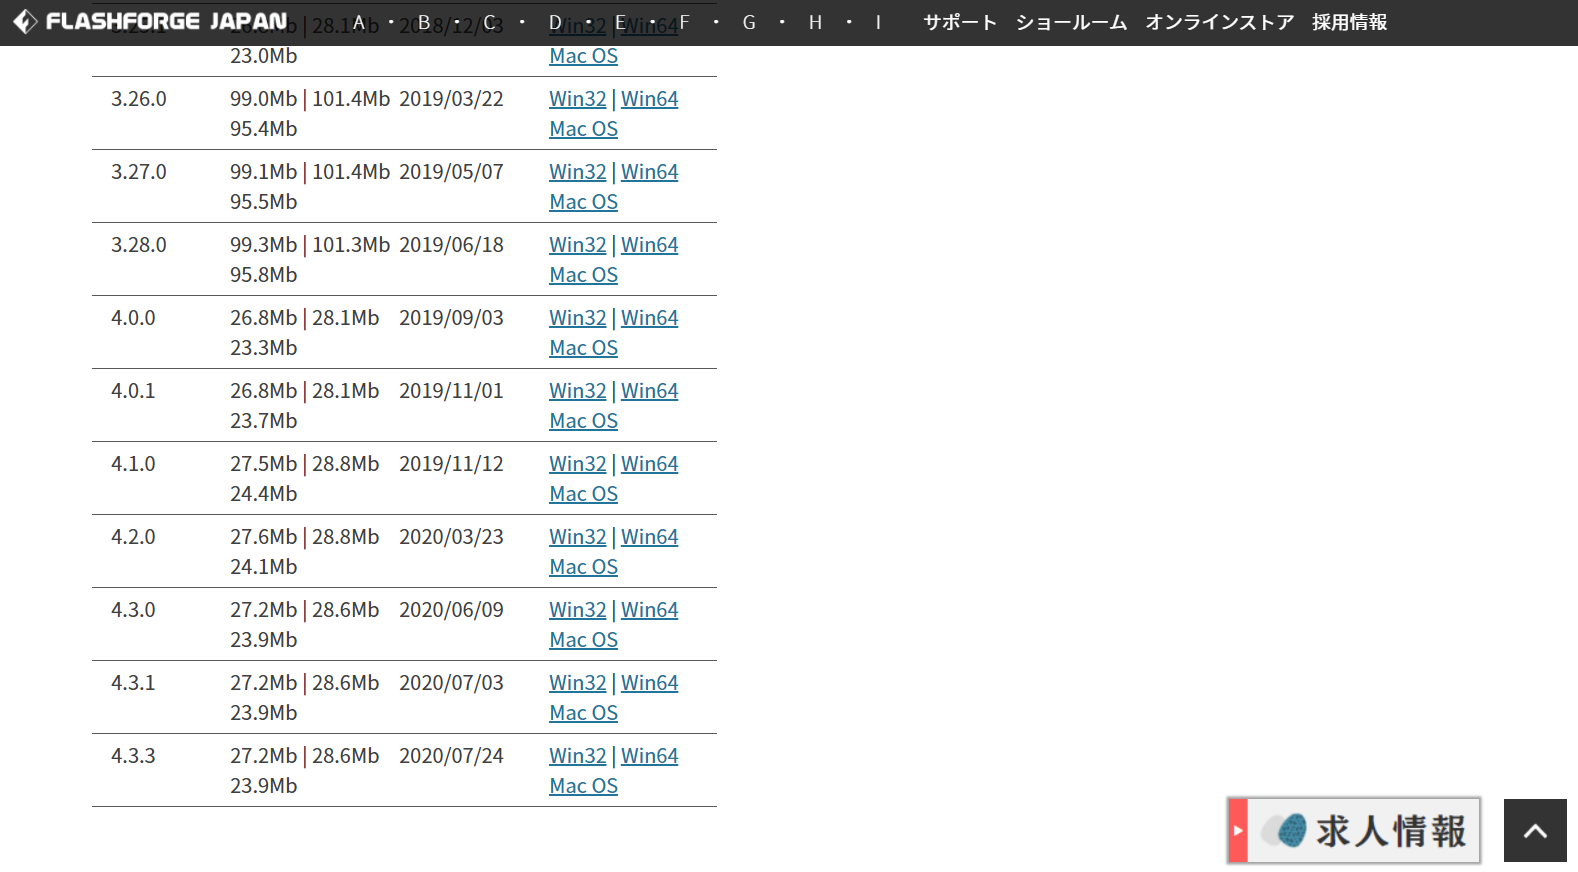 FLASHFORGE JAPAN A ・ B ・ C ・ D ・ E ・ F ・ G ・ H ・ I サポート ショールーム オンラインストア 採用情報
28.1Mb 2018/12/03 Win32 | Win64
23.0Mb Mac OS
3.26.0 99.0Mb | 101.4Mb 2019/03/22 Win32 | Win64
95.4Mb Mac OS
3.27.0 99.1Mb | 101.4Mb 2019/05/07 Win32 | Win64
95.5Mb Mac OS
3.28.0 99.3Mb | 101.3Mb 2019/06/18 Win32 | Win64
95.8Mb Mac OS
4.0.0 26.8Mb | 28.1Mb 2019/09/03 Win32 | Win64
23.3Mb Mac OS
4.0.1 26.8Mb | 28.1Mb 2019/11/01 Win32 | Win64
23.7Mb Mac OS
4.1.0 27.5Mb | 28.8Mb 2019/11/12 Win32 | Win64
24.4Mb Mac OS
4.2.0 27.6Mb | 28.8Mb 2020/03/23 Win32 | Win64
24.1Mb Mac OS
4.3.0 27.2Mb | 28.6Mb 2020/06/09 Win32 | Win64
23.9Mb Mac OS
4.3.1 27.2Mb | 28.6Mb 2020/07/03 Win32 | Win64
23.9Mb Mac OS
4.3.3 27.2Mb | 28.6Mb 2020/07/24 Win32 | Win64
23.9Mb Mac OS
求人情報